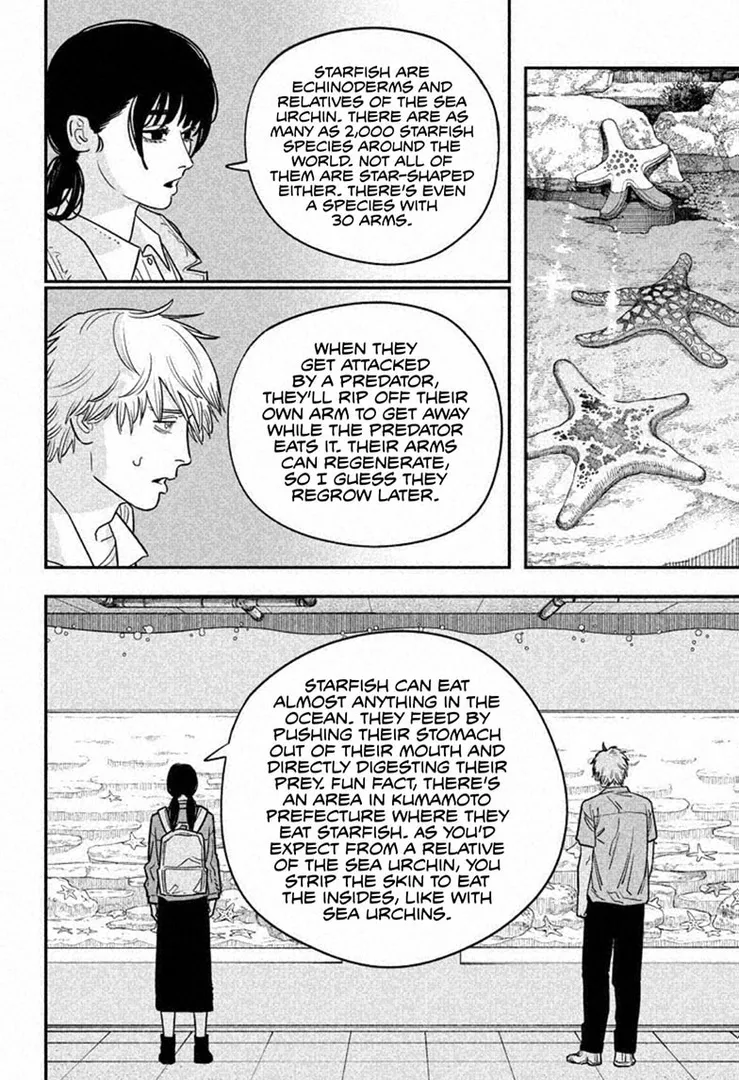 STARFISH ARE
ECHINODERMS AND
RELATIVES OF THE SEA
URCHIN. THERE ARE AS
MANY AS 2,000 STARFISH
SPECIES AROUND THE
WORLD. NOT ALL OF
THEM ARE STAR-SHAPED
EITHER. THERE'S EVEN
A SPECIES WITH
30 ARMS.
WHEN THEY
GET ATTACKED
BY A PREDATOR,
THEY'LL RIP OFF THEIR
OWN ARM TO GET AWAY
WHILE THE PREDATOR
EATS IT. THEIR ARMS
CAN REGENERATE,
SO I GUESS THEY
REGROW LATER.
STARFISH CAN EAT
ALMOST ANYTHING IN THE
OCEAN. THEY FEED BY
PUSHING THEIR STOMACH
OUT OF THEIR MOUTH AND
DIRECTLY DIGESTING THEIR
PREY. FUN FACT, THERE'S
AN AREA IN KUMAMOTO
PREFECTURE WHERE THEY
EAT STARFISH. AS YOU'D
EXPECT FROM A RELATIVE
OF THE SEA URCHIN, YOU
STRIP THE SKIN TO EAT
THE INSIDES, LIKE WITH
SEA URCHINS.